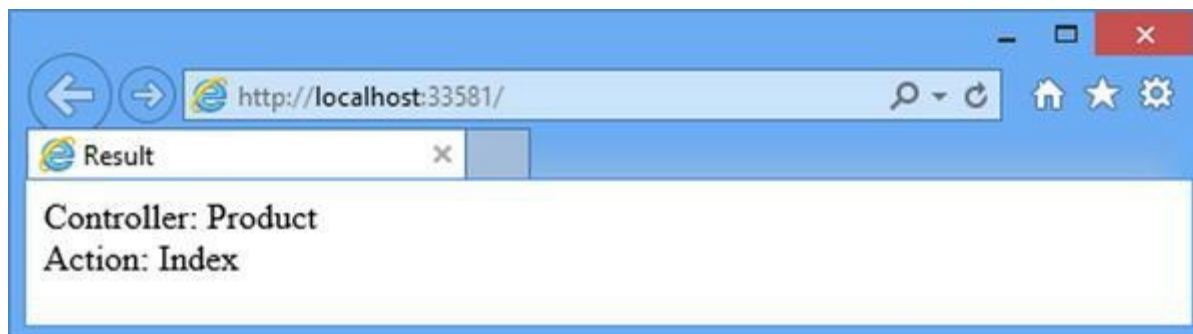 http://localhost:33581/
Result
Controller: Product
Action: Index